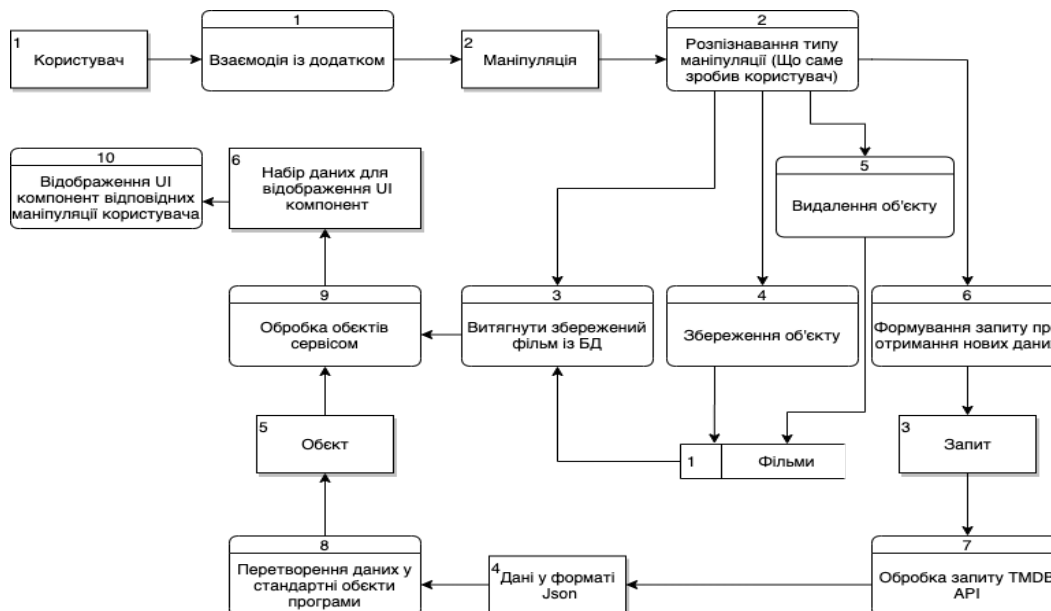 1
Користувач
1
Взаємодія із додатком
2
Маніпуляція
2
Розпізнавання типу
маніпуляції (Що саме
зробив користувач)
10
Відображення UI
компонент відповідних
маніпуляції користувача
6
Набір даних для
відображення UI
компонент
5
Видалення об'єкту
9
Обробка обєктів
сервісом
3
Витягнути збережений
фільм із БД
4
Збереження об'єкту
6
Формування запиту про
отримання нових даних
5
Обєкт
1
Фільми
3
Запит
8
Перетворення даних у
стандартні обєкти
програми
4
Дані у форматі
Json
7
Обробка запиту TMDB
API